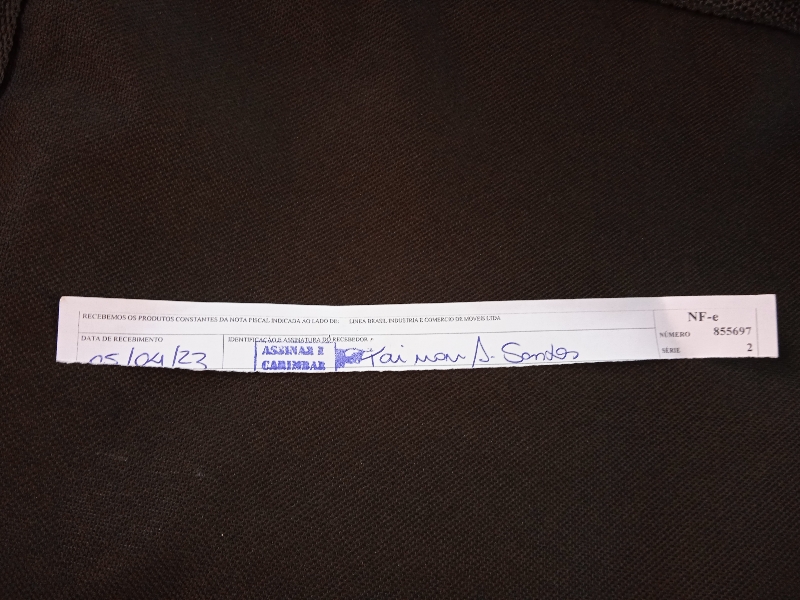 RECEBEMOS OS PRODUTOS CONSTANTES DA NOTA FISCAL INDICADA AO LADO DE: LINEA BRASIL INDUSTRIA E COMERCIO DE MOVEIS LTDA
NF-e
NÚMERO 855697
SÉRIE 2
DATA DE RECEBIMENTO
05/04/23
IDENTIFICAÇÃO E ASSINATURA DO RECEBEDOR
ASSINAR E
CARIMBAR
Tainan S. Santos